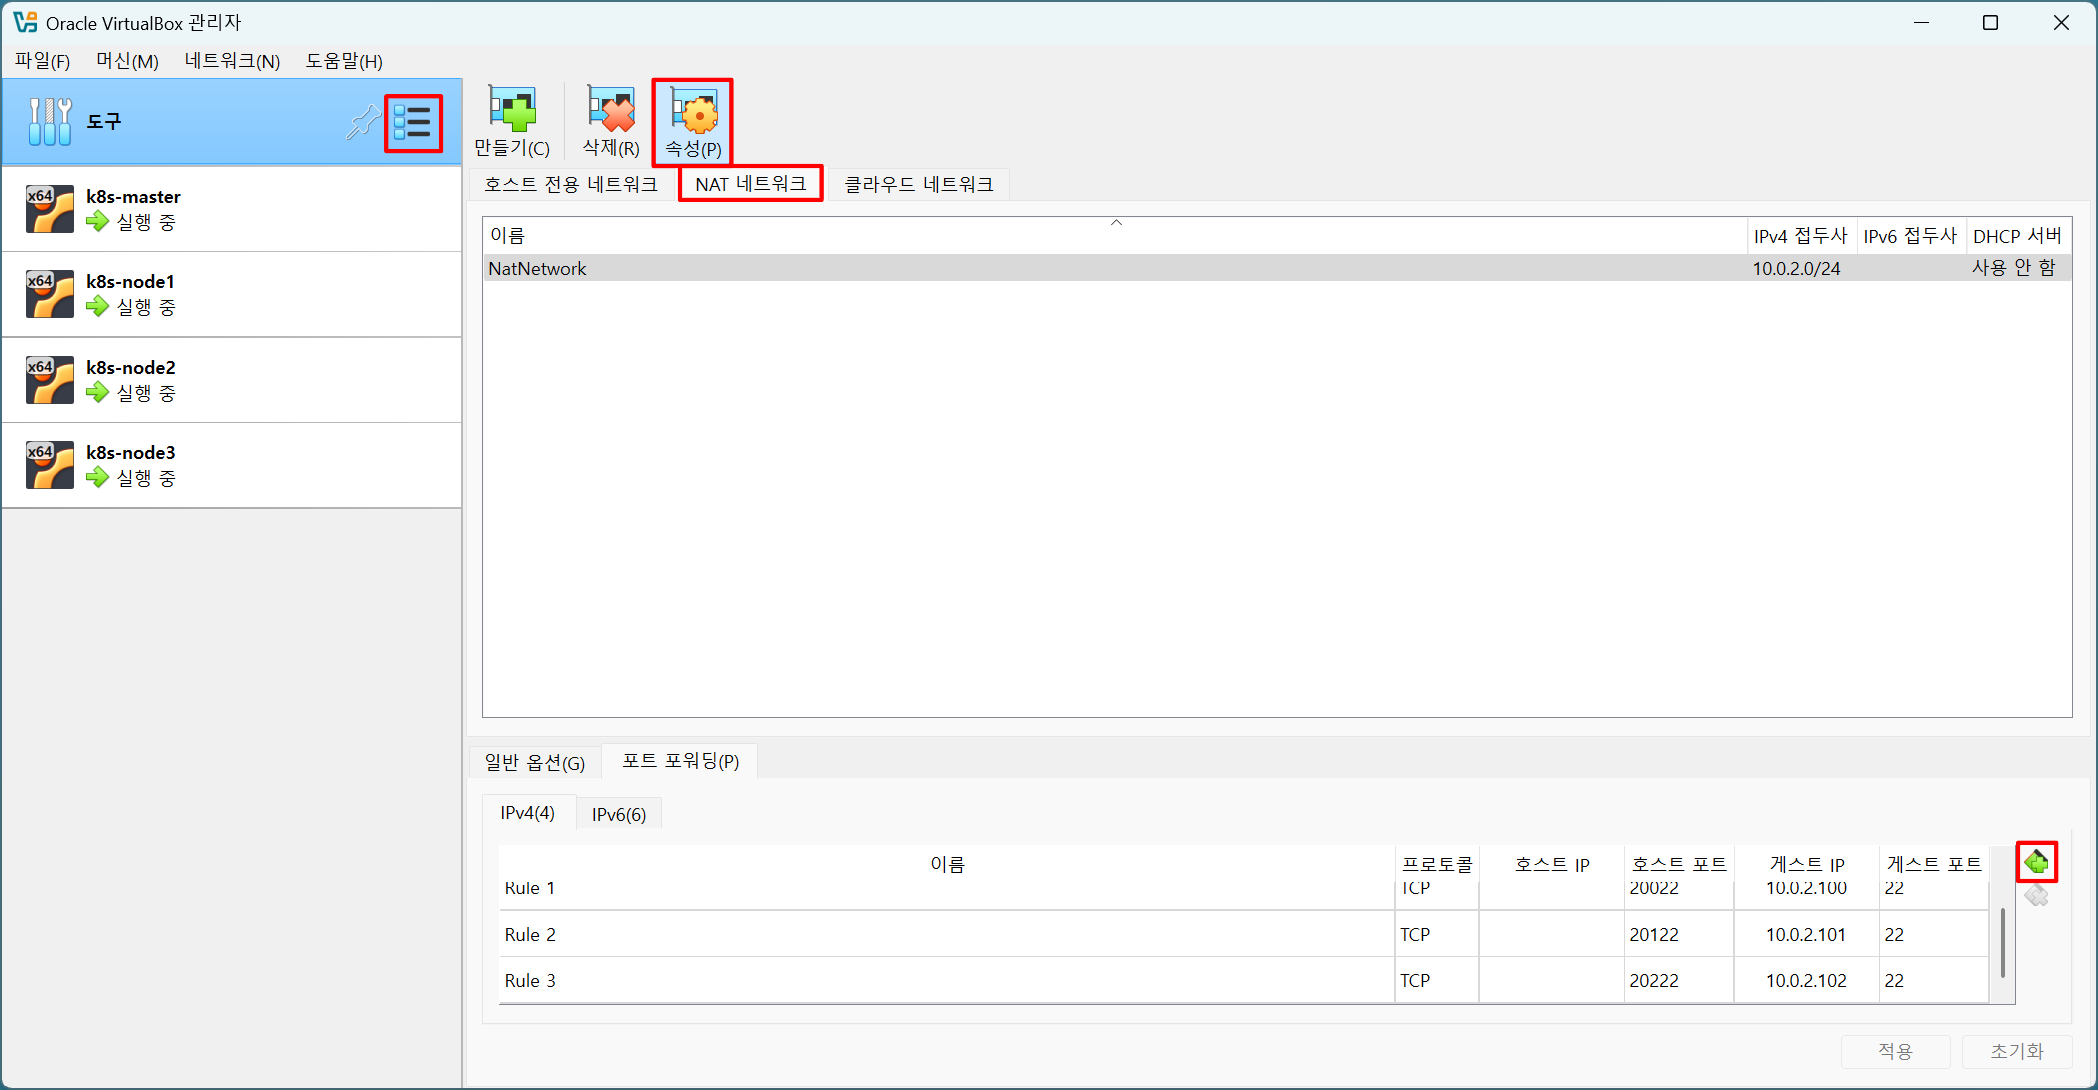 Oracle VirtualBox 관리자
파일(F) 머신(M) 네트워크(N) 도움말(H)
도구
x64
k8s-master
실행 중
x64
k8s-node1
실행 중
x64
k8s-node2
실행 중
x64
k8s-node3
실행 중
만들기(C) 삭제(R) 속성(P)
호스트 전용 네트워크 NAT 네트워크 클라우드 네트워크
이름 IPv4 접두사 IPv6 접두사 DHCP 서버
NatNetwork 10.0.2.0/24 사용 안 함
일반 옵션(G) 포트 포워딩(P)
IPv4(4) IPv6(6)
이름 프로토콜 호스트 IP 호스트 포트 게스트 IP 게스트 포트
Rule 1 TCP 20022 10.0.2.100 22
Rule 2 TCP 20122 10.0.2.101 22
Rule 3 TCP 20222 10.0.2.102 22
적용 초기화